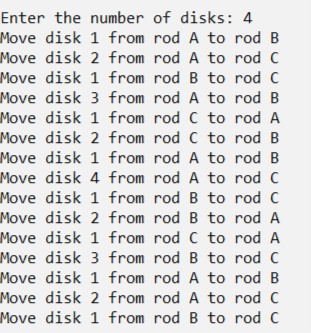 Enter the number of disks: 4
Move disk 1 from rod A to rod B
Move disk 2 from rod A to rod C
Move disk 1 from rod B to rod C
Move disk 3 from rod A to rod B
Move disk 1 from rod C to rod A
Move disk 2 from rod C to rod B
Move disk 1 from rod A to rod B
Move disk 4 from rod A to rod C
Move disk 1 from rod B to rod C
Move disk 2 from rod B to rod A
Move disk 1 from rod C to rod A
Move disk 3 from rod B to rod C
Move disk 1 from rod A to rod B
Move disk 2 from rod A to rod C
Move disk 1 from rod B to rod C